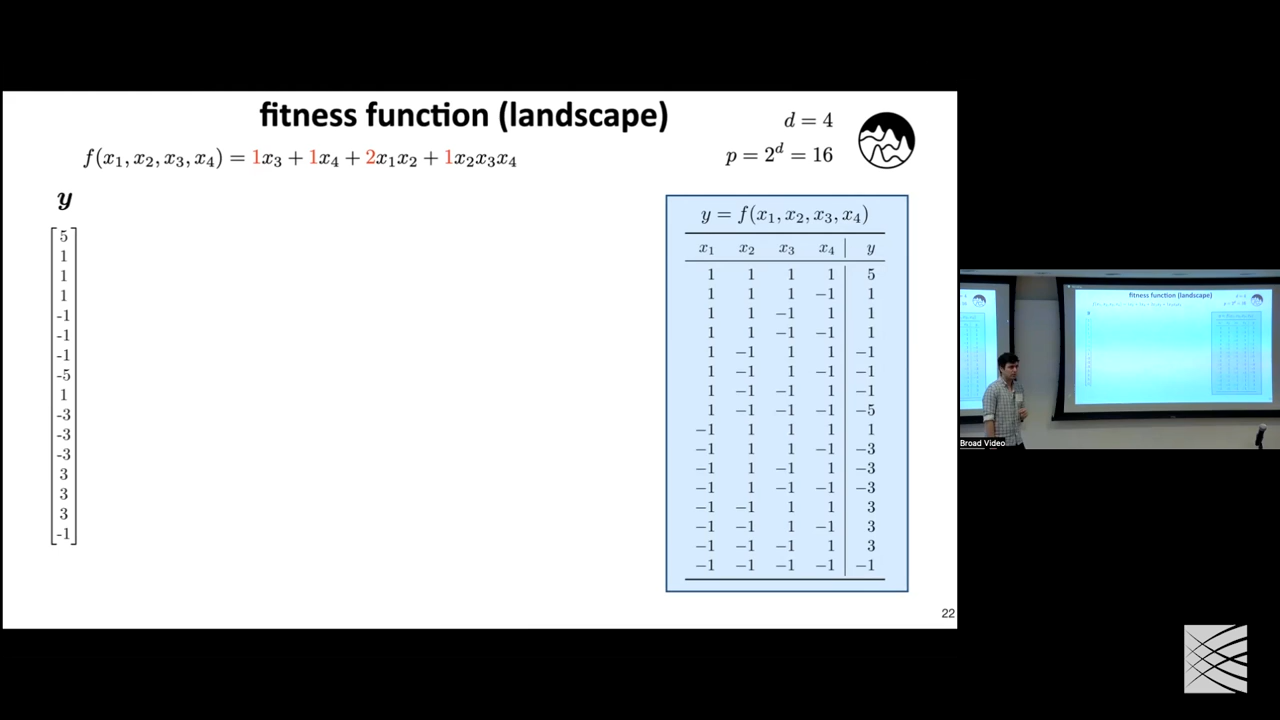 fitness function (landscape)
d = 4
p = 2^d = 16
f(x₁, x₂, x₃, x₄) = 1x₃ + 1x₄ + 2x₁x₂ + 1x₂x₃x₄
y
5
1
1
1
-1
-1
-1
-5
1
-3
-3
-3
3
3
3
-1
y = f(x₁, x₂, x₃, x₄)
x₁ x₂ x₃ x₄ y
1 1 1 1 5
1 1 1 −1 1
1 1 −1 1 1
1 1 −1 −1 1
1 −1 1 1 −1
1 −1 1 −1 −1
1 −1 −1 1 −1
1 −1 −1 −1 −5
−1 1 1 1 1
−1 1 1 −1 −3
−1 1 −1 1 −3
−1 1 −1 −1 −3
−1 −1 1 1 3
−1 −1 1 −1 3
−1 −1 −1 1 3
−1 −1 −1 −1 −1
22
fitness function (landscape)
Broad Video